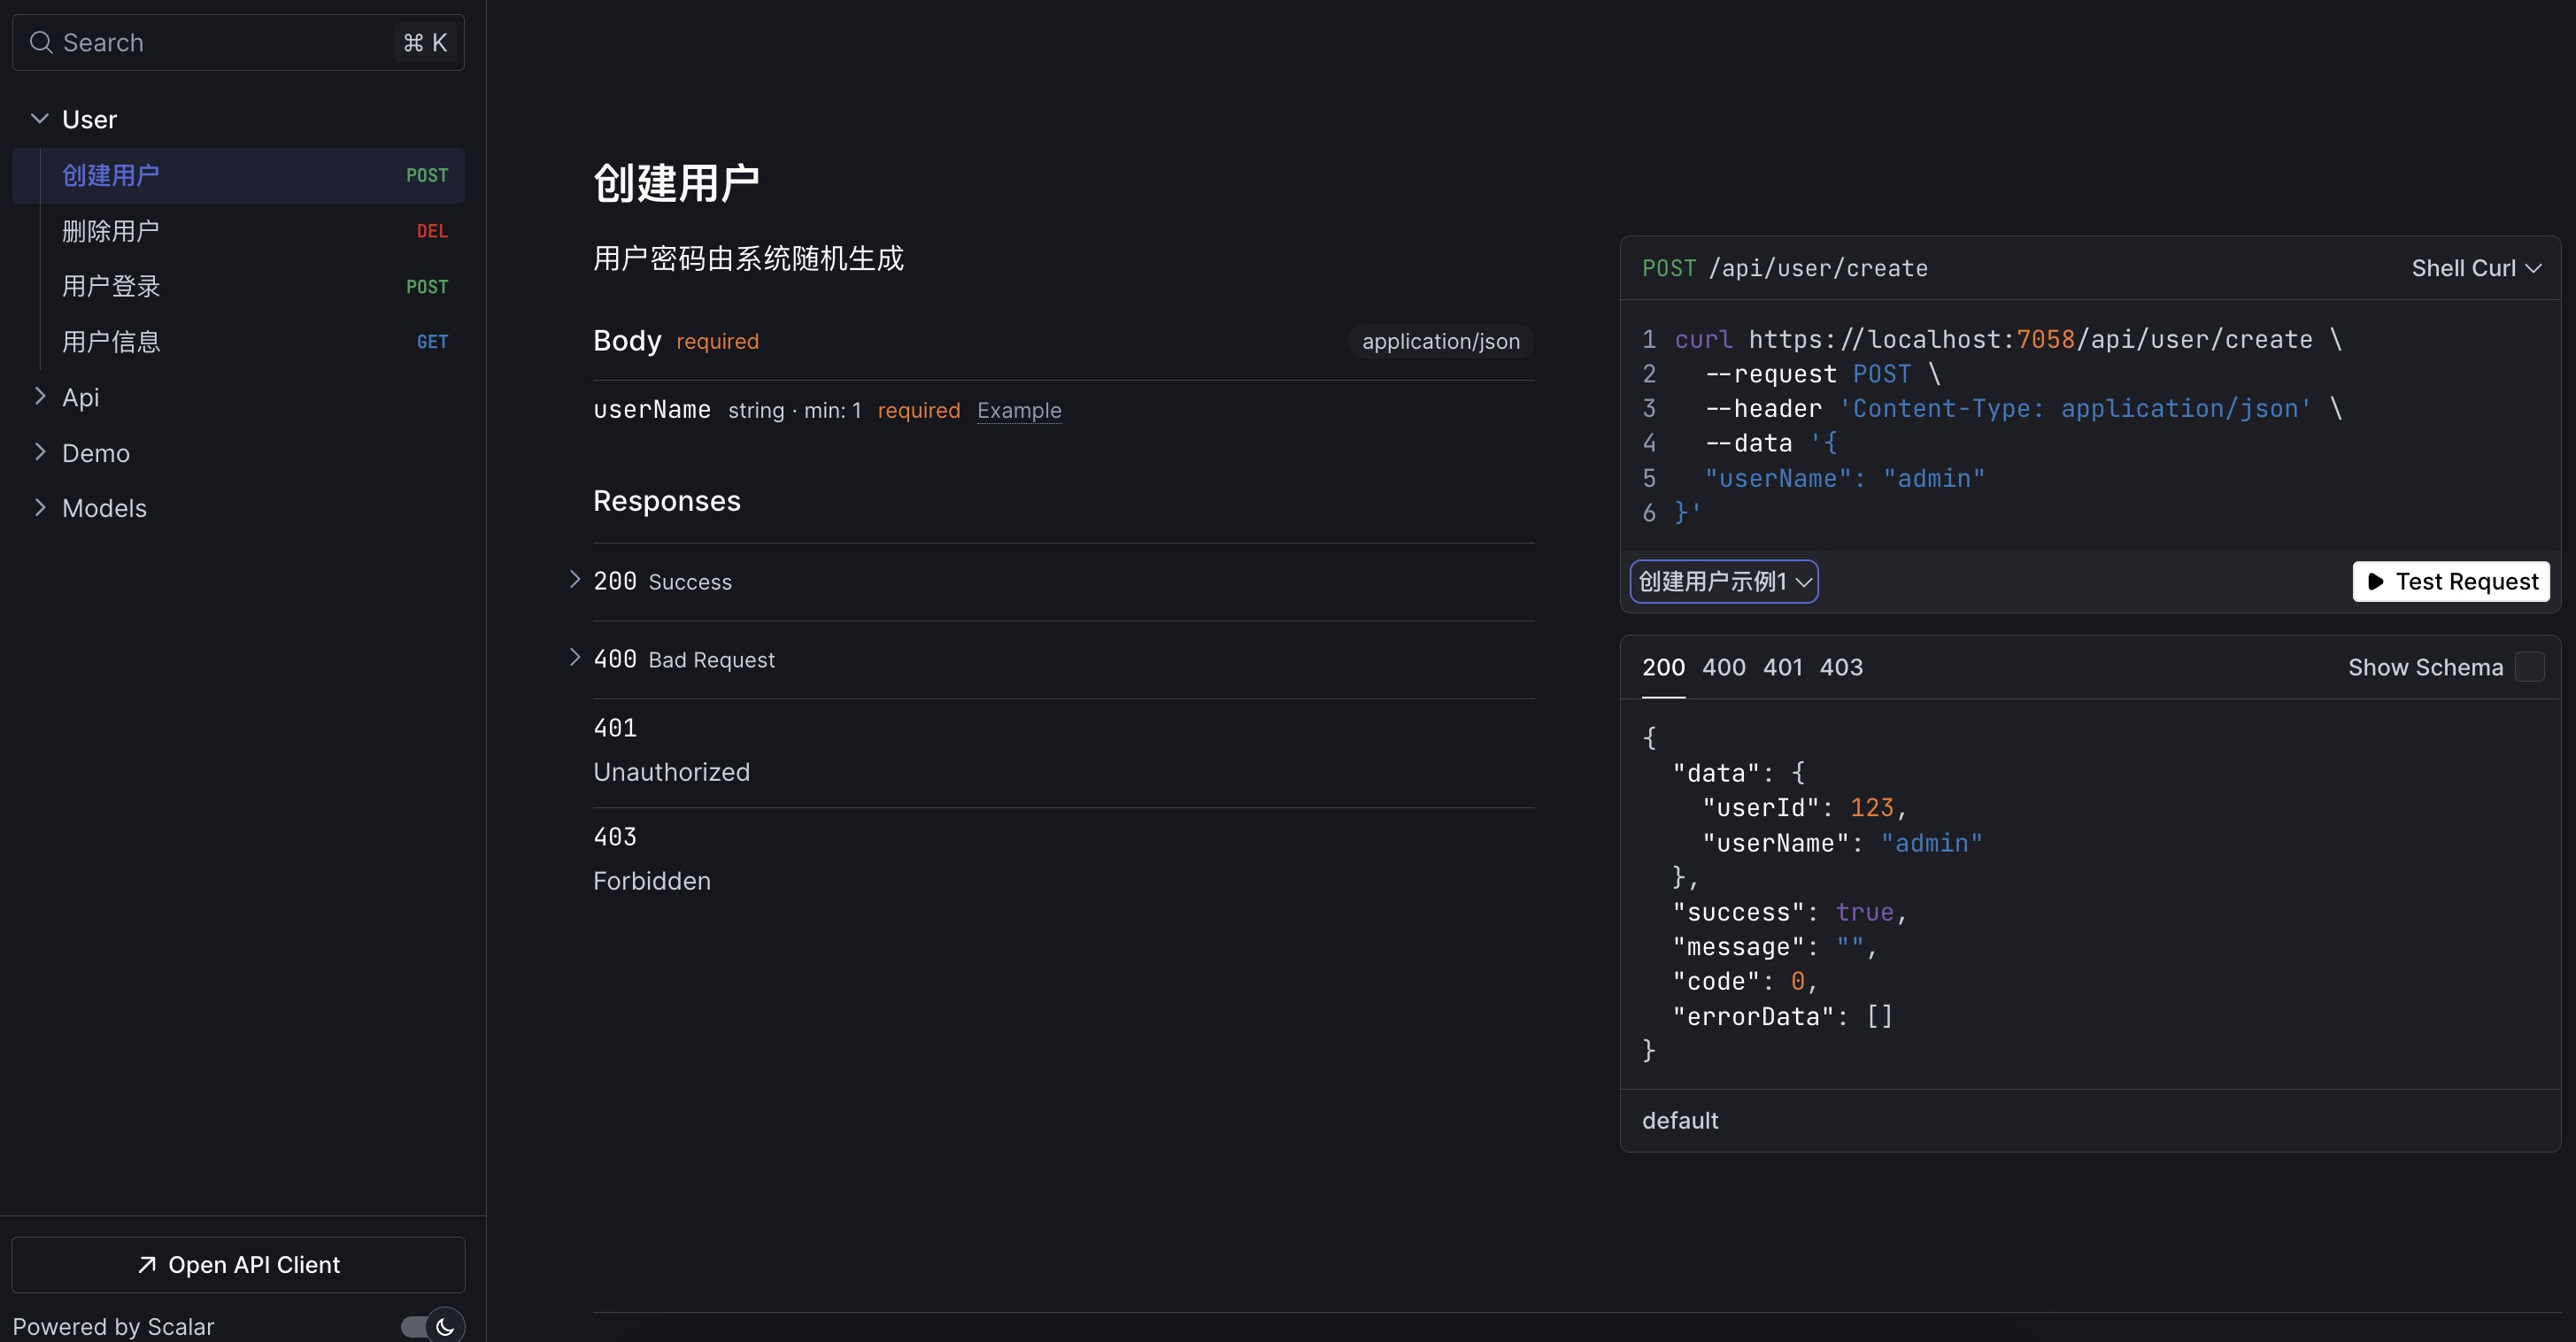 Search ⌘ K
User
创建用户 POST
删除用户 DEL
用户登录 POST
用户信息 GET
Api
Demo
Models
Open API Client
Powered by Scalar
创建用户
用户密码由系统随机生成
Body required application/json
userName string · min: 1 required Example
Responses
200 Success
400 Bad Request
401
Unauthorized
403
Forbidden
POST /api/user/create Shell Curl
1 curl https://localhost:7058/api/user/create \
2 --request POST \
3 --header 'Content-Type: application/json' \
4 --data '{
5 "userName": "admin"
6 }'
创建用户示例1 Test Request
200 400 401 403 Show Schema
{
"data": {
"userId": 123,
"userName": "admin"
},
"success": true,
"message": "",
"code": 0,
"errorData": []
}
default